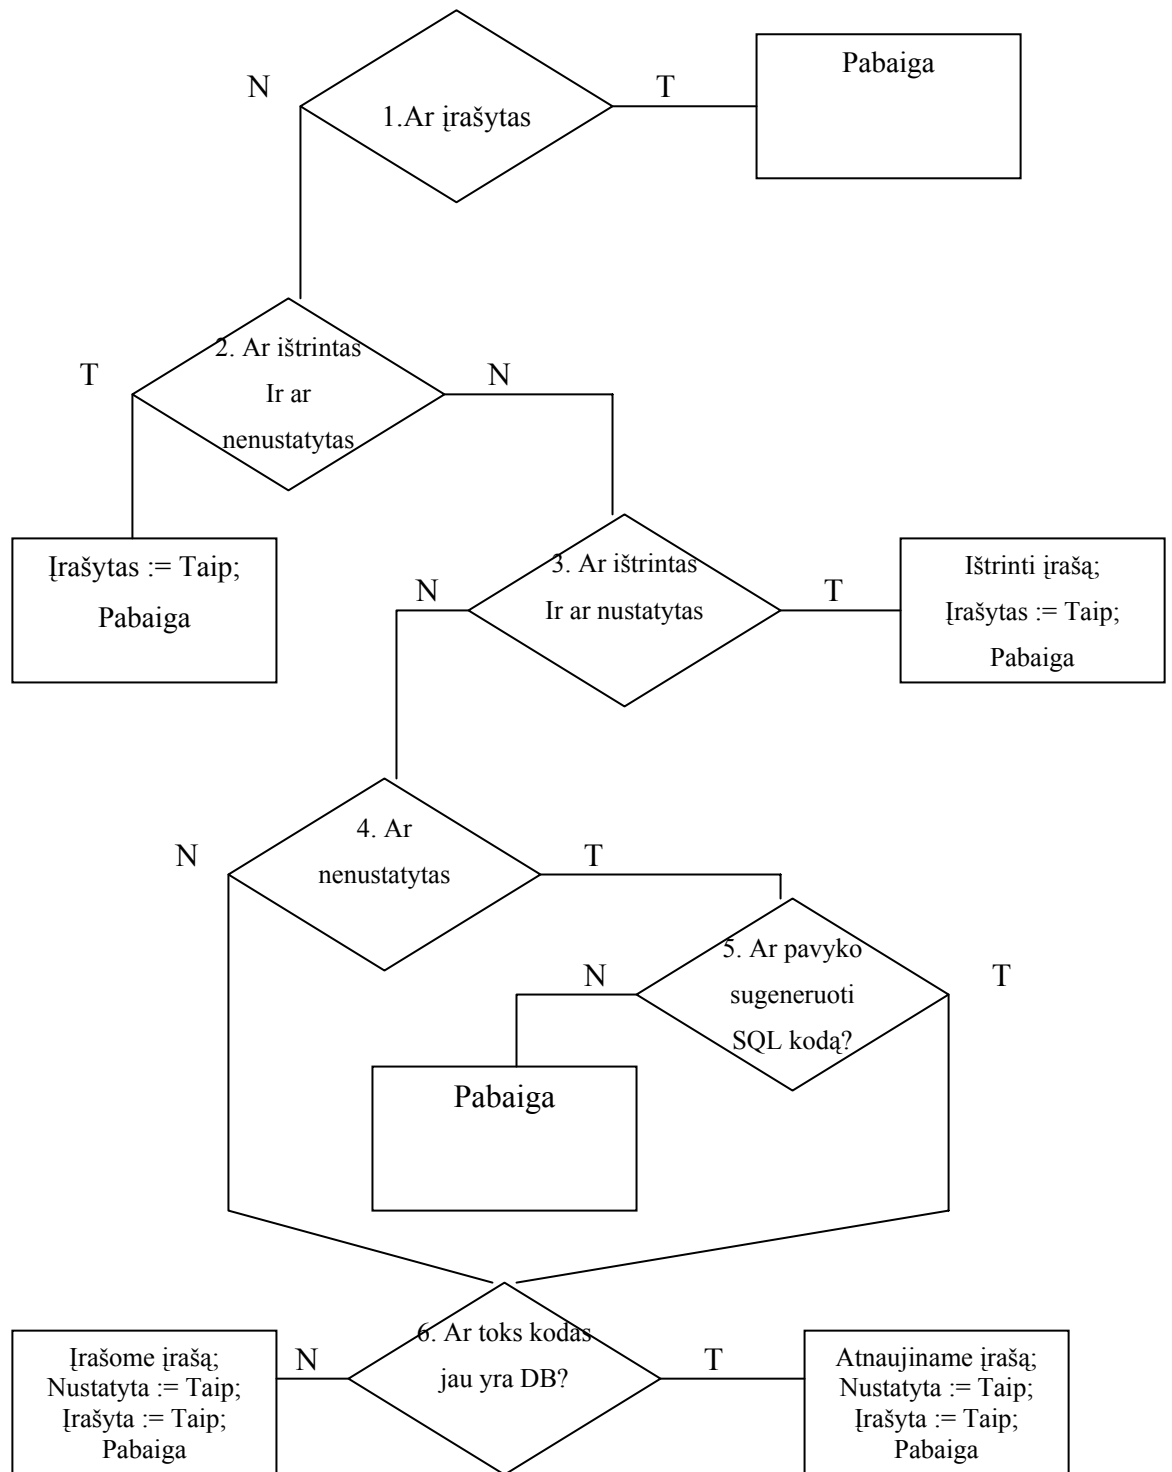 Pabaiga
N
T
1.Ar įrašytas
2. Ar ištrintas
Ir ar
nenustatytas
T
N
Įrašytas := Taip;
Pabaiga
3. Ar ištrintas
Ir ar nustatytas
N
T
Ištrinti įrašą;
Įrašytas := Taip;
Pabaiga
4. Ar
nenustatytas
N
T
5. Ar pavyko
sugeneruoti
SQL kodą?
N
T
Pabaiga
6. Ar toks kodas
jau yra DB?
N
T
Įrašome įrašą;
Nustatyta := Taip;
Įrašyta := Taip;
Pabaiga
Atnaujiname įrašą;
Nustatyta := Taip;
Įrašyta := Taip;
Pabaiga